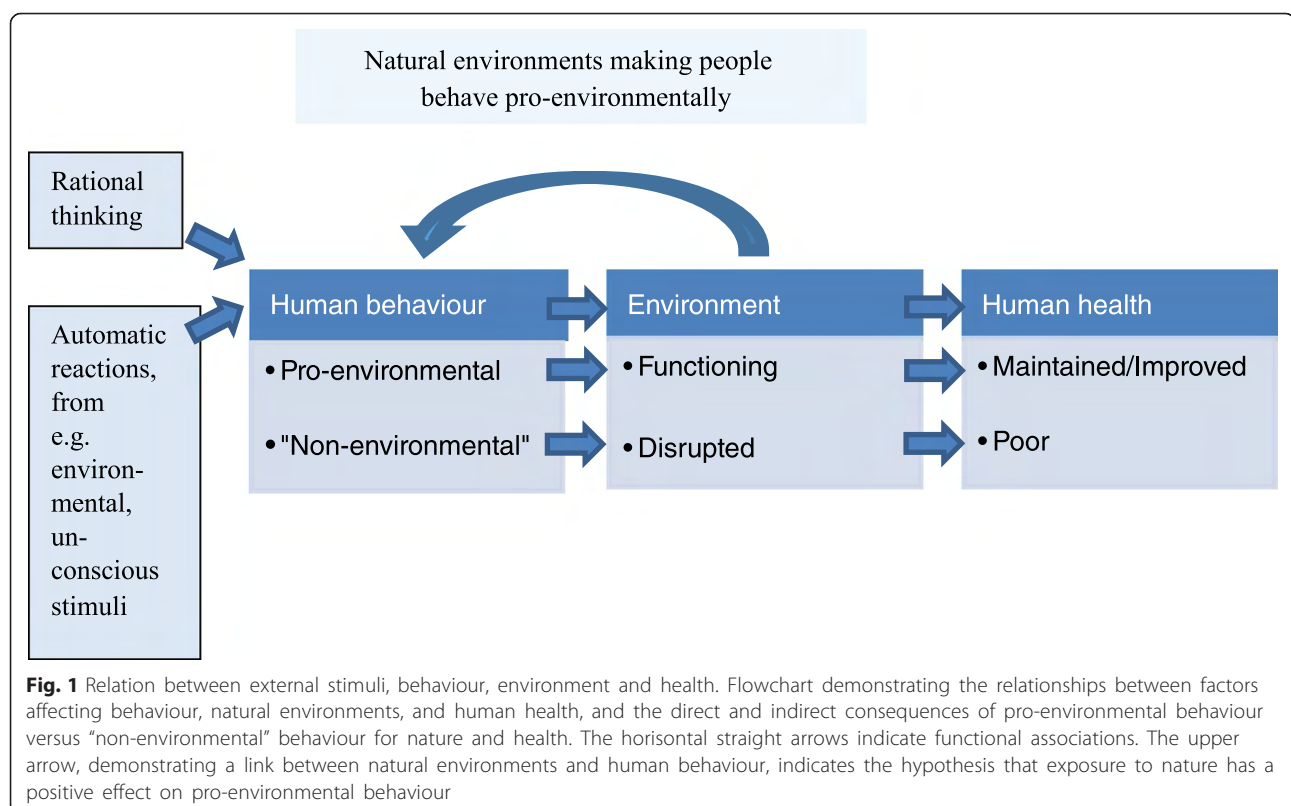 Natural environments making people
behave pro-environmentally
Rational
thinking
Automatic
reactions,
from
e.g.
environ-
mental,
un-
conscious
stimuli
Human behaviour
• Pro-environmental
• "Non-environmental"
Environment
• Functioning
• Disrupted
Human health
• Maintained/Improved
• Poor
Fig. 1 Relation between external stimuli, behaviour, environment and health. Flowchart demonstrating the relationships between factors
affecting behaviour, natural environments, and human health, and the direct and indirect consequences of pro-environmental behaviour
versus “non-environmental” behaviour for nature and health. The horisontal straight arrows indicate functional associations. The upper
arrow, demonstrating a link between natural environments and human behaviour, indicates the hypothesis that exposure to nature has a
positive effect on pro-environmental behaviour